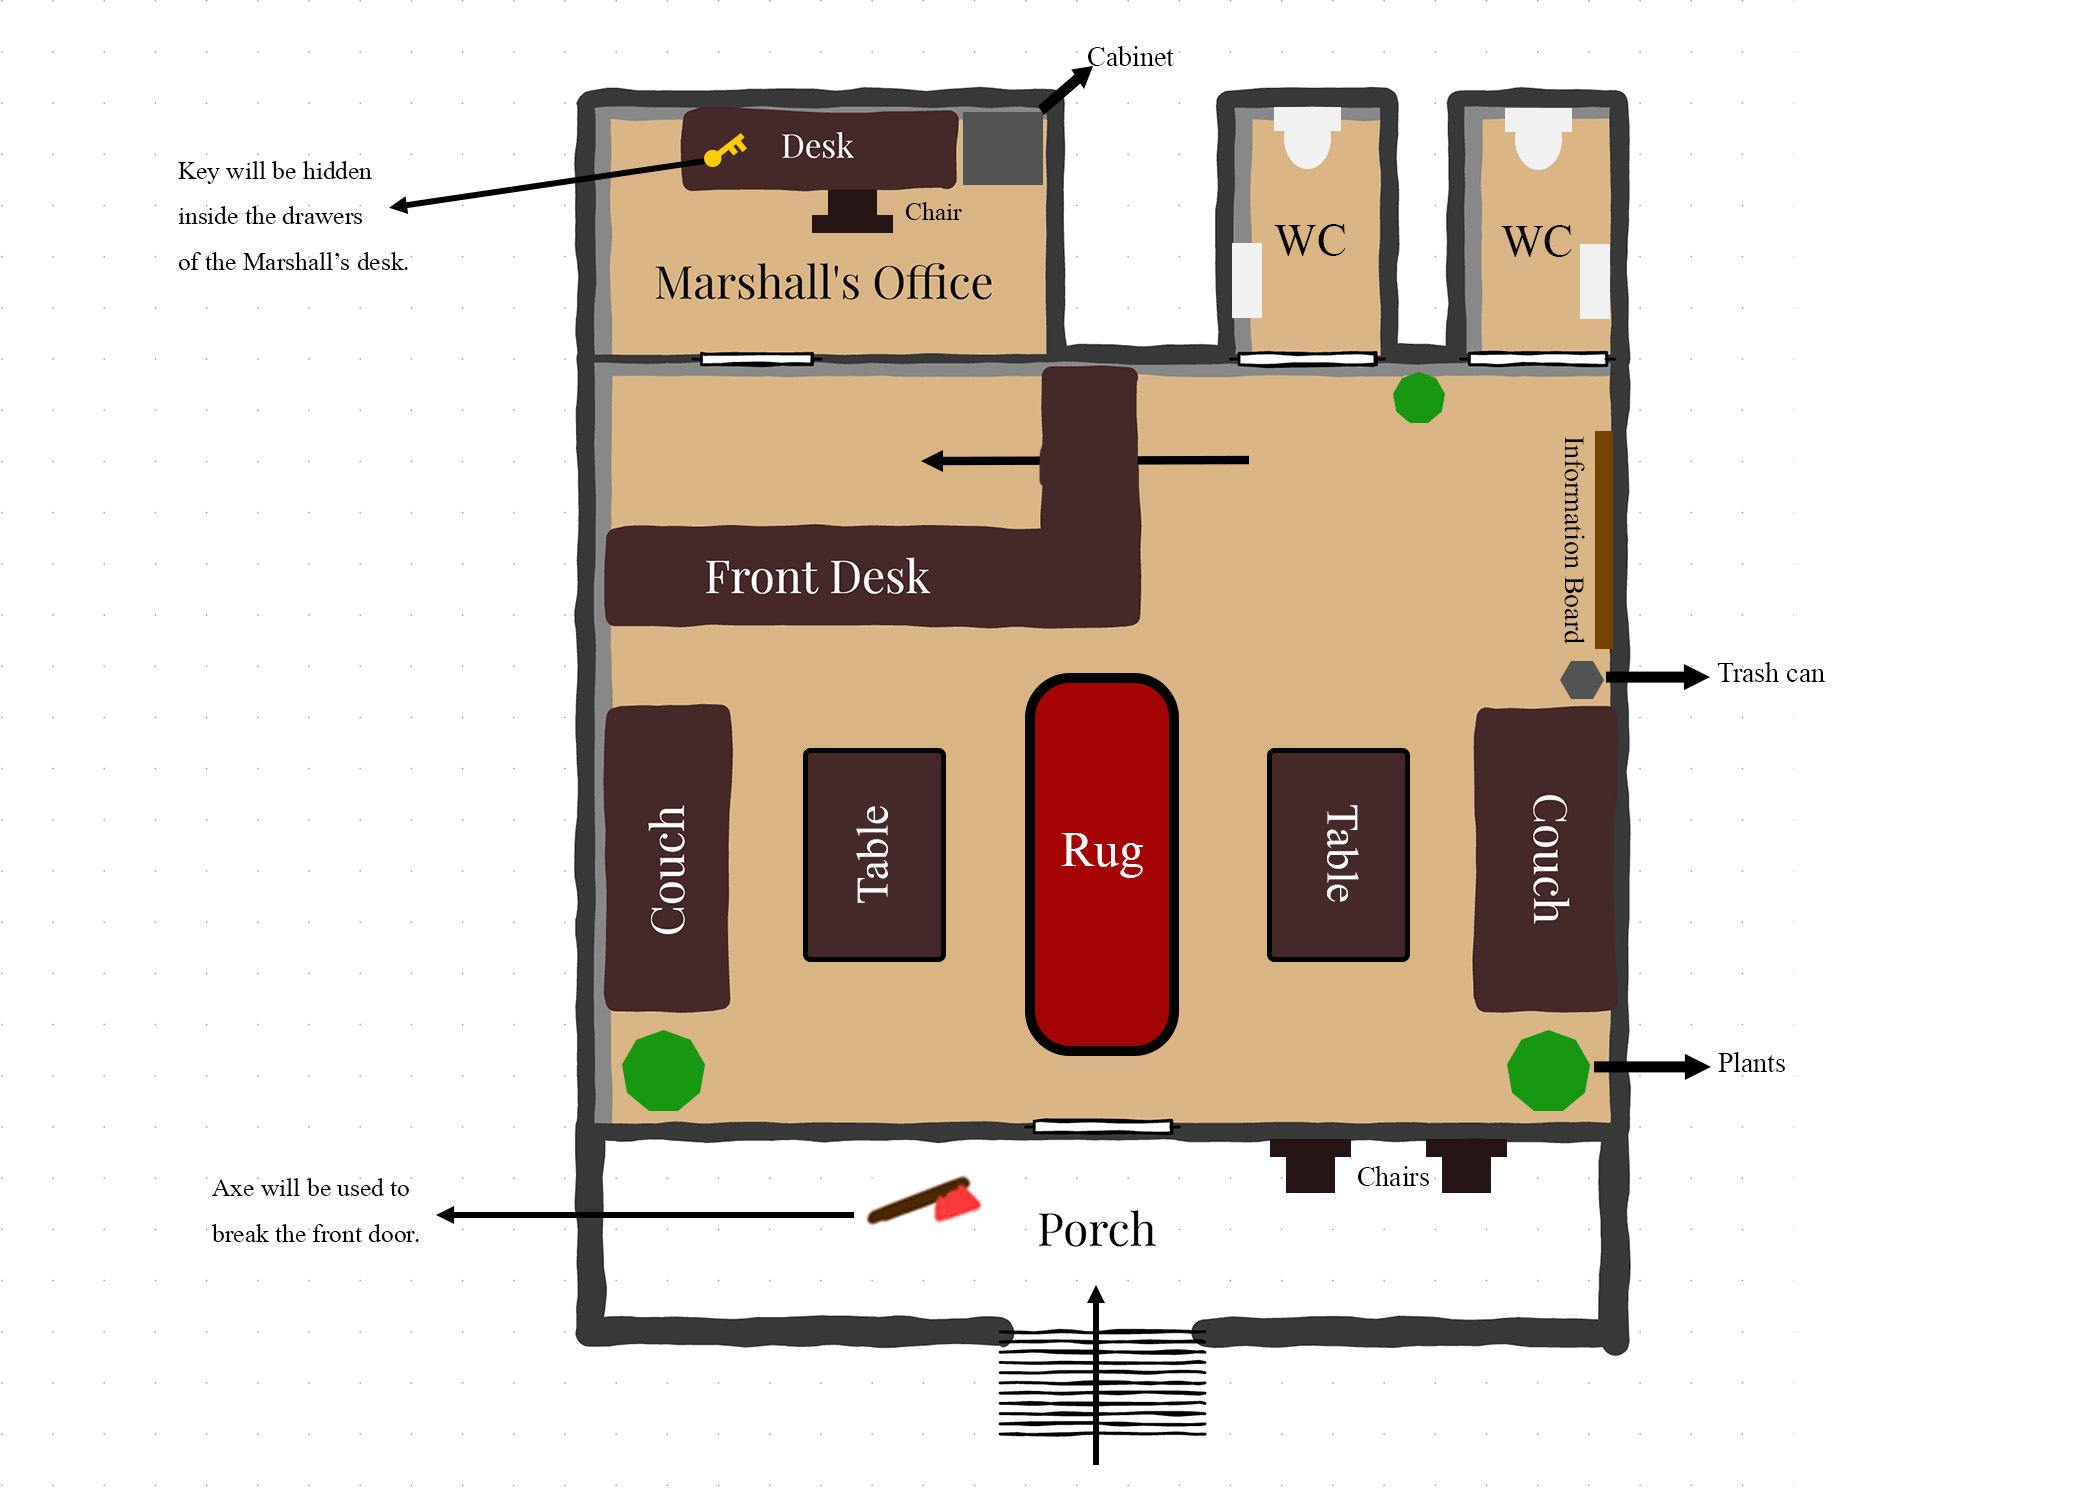 Cabinet
Desk
Key will be hidden
inside the drawers
of the Marshall's desk.
Chair
WC
WC
Marshall's Office
Information Board
Front Desk
Trash can
Couch
Table
Rug
Table
Couch
Plants
Chairs
Axe will be used to
break the front door.
Porch